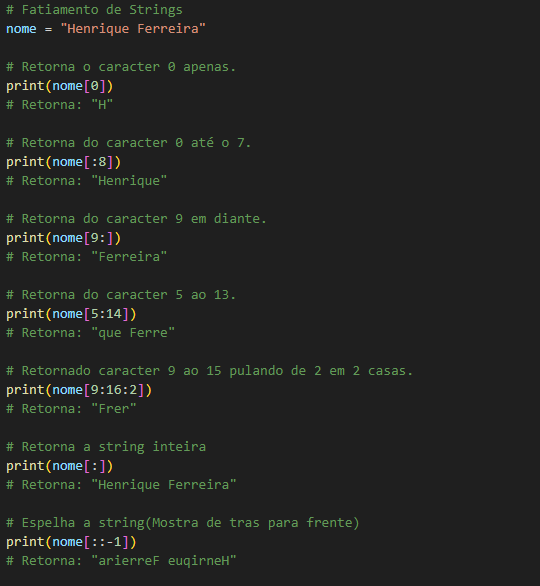 # Fatiamento de Strings
nome = "Henrique Ferreira"
# Retorna o caracter 0 apenas.
print(nome[0])
# Retorna: "H"
# Retorna do caracter 0 até o 7.
print(nome[:8])
# Retorna: "Henrique"
# Retorna do caracter 9 em diante.
print(nome[9:])
# Retorna: "Ferreira"
# Retorna do caracter 5 ao 13.
print(nome[5:14])
# Retorna: "que Ferre"
# Retornado caracter 9 ao 15 pulando de 2 em 2 casas.
print(nome[9:16:2])
# Retorna: "Frer"
# Retorna a string inteira
print(nome[:])
# Retorna: "Henrique Ferreira"
# Espelha a string(Mostra de tras para frente)
print(nome[::-1])
# Retorna: "arierreF euqirneH"